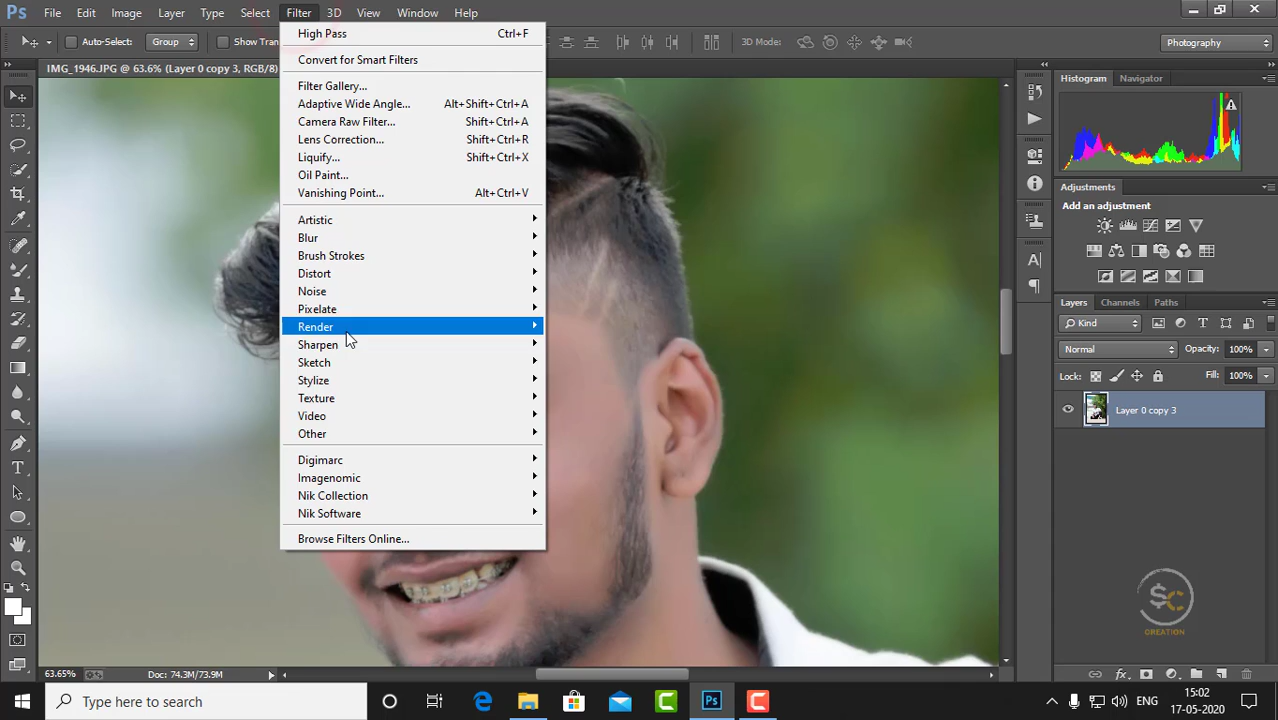 Ps File Edit Image Layer Type Select Filter 3D View Window Help
Auto-Select: Group Show Tran 3D Mode: Photography
IMG_1946.JPG @ 63.6% (Layer 0 copy 3, RGB/8)
High Pass Ctrl+F
Convert for Smart Filters
Filter Gallery...
Adaptive Wide Angle... Alt+Shift+Ctrl+A
Camera Raw Filter... Shift+Ctrl+A
Lens Correction... Shift+Ctrl+R
Liquify... Shift+Ctrl+X
Oil Paint...
Vanishing Point... Alt+Ctrl+V
Artistic
Blur
Brush Strokes
Distort
Noise
Pixelate
Render
Sharpen
Sketch
Stylize
Texture
Video
Other
Digimarc
Imagenomic
Nik Collection
Nik Software
Browse Filters Online...
Histogram Navigator
Adjustments
Add an adjustment
Layers Channels Paths
Kind
Normal Opacity: 100%
Lock: Fill: 100%
Layer 0 copy 3
SC
CREATION
63.65% Doc: 74.3M/73.9M
Type here to search
Ps
ENG
15:02
17-05-2020